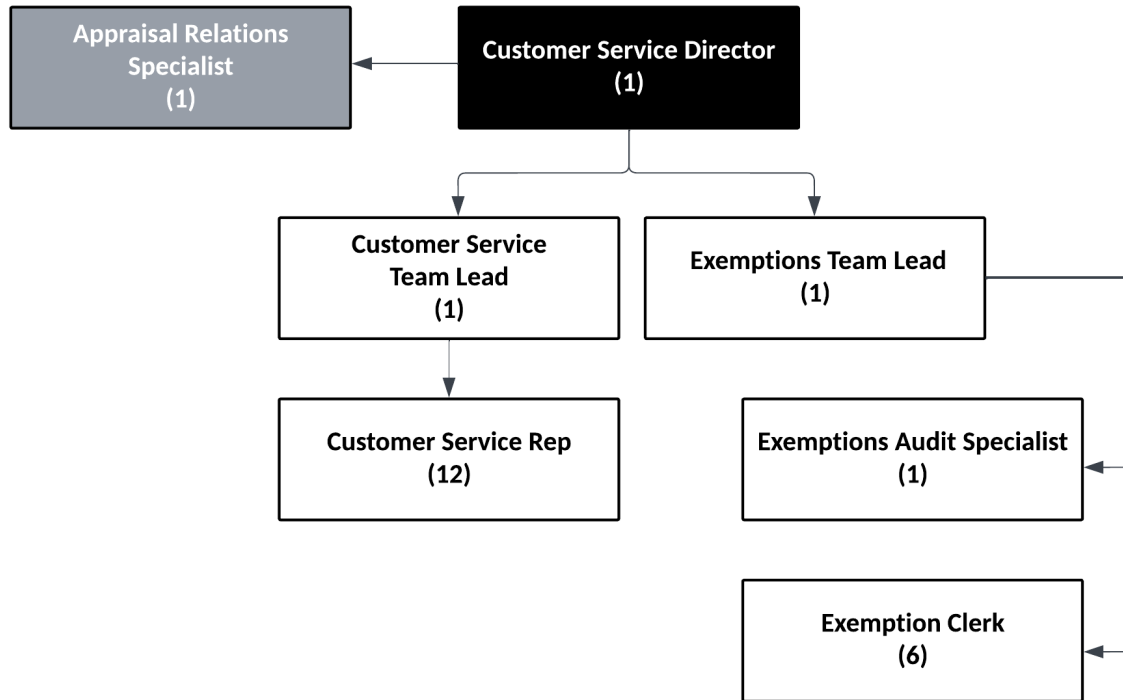 Appraisal Relations
Specialist
(1)
Customer Service Director
(1)
Customer Service
Team Lead
(1)
Exemptions Team Lead
(1)
Customer Service Rep
(12)
Exemptions Audit Specialist
(1)
Exemption Clerk
(6)